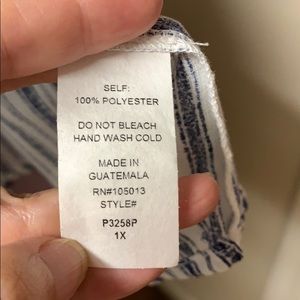 SELF:
100% POLYESTER
DO NOT BLEACH
HAND WASH COLD
MADE IN
GUATEMALA
RN#105013
STYLE#
P3258P
1X